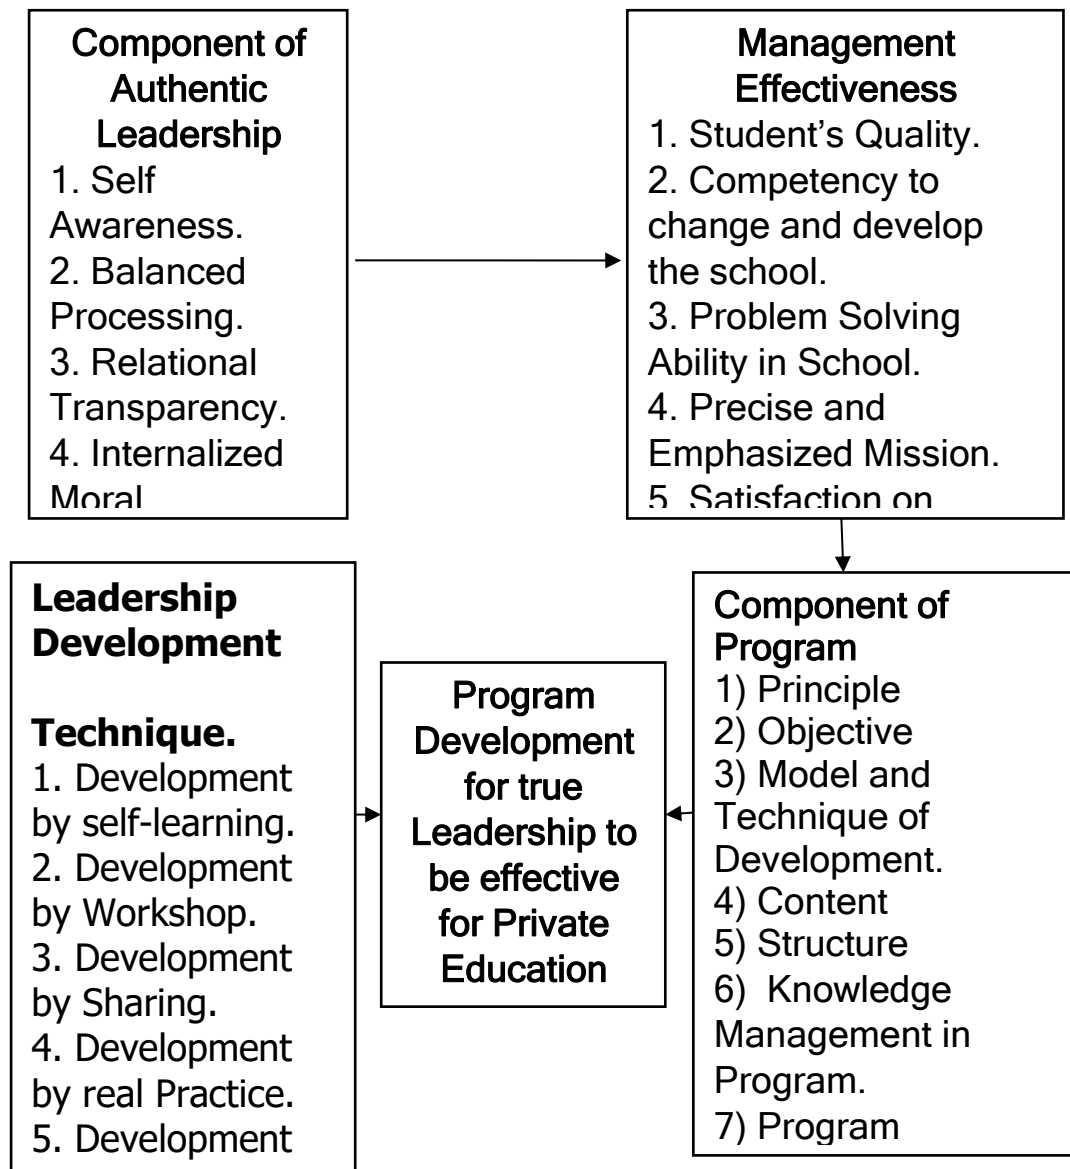 Component of
Authentic
Leadership
1. Self
Awareness.
2. Balanced
Processing.
3. Relational
Transparency.
4. Internalized
Moral
Management
Effectiveness
1. Student's Quality.
2. Competency to
change and develop
the school.
3. Problem Solving
Ability in School.
4. Precise and
Emphasized Mission.
5. Satisfaction on
Leadership
Development
Technique.
1. Development
by self-learning.
2. Development
by Workshop.
3. Development
by Sharing.
4. Development
by real Practice.
5. Development
Program
Development
for true
Leadership to
be effective
for Private
Education
Component of
Program
1) Principle
2) Objective
3) Model and
Technique of
Development.
4) Content
5) Structure
6)  Knowledge
Management in
Program.
7) Program